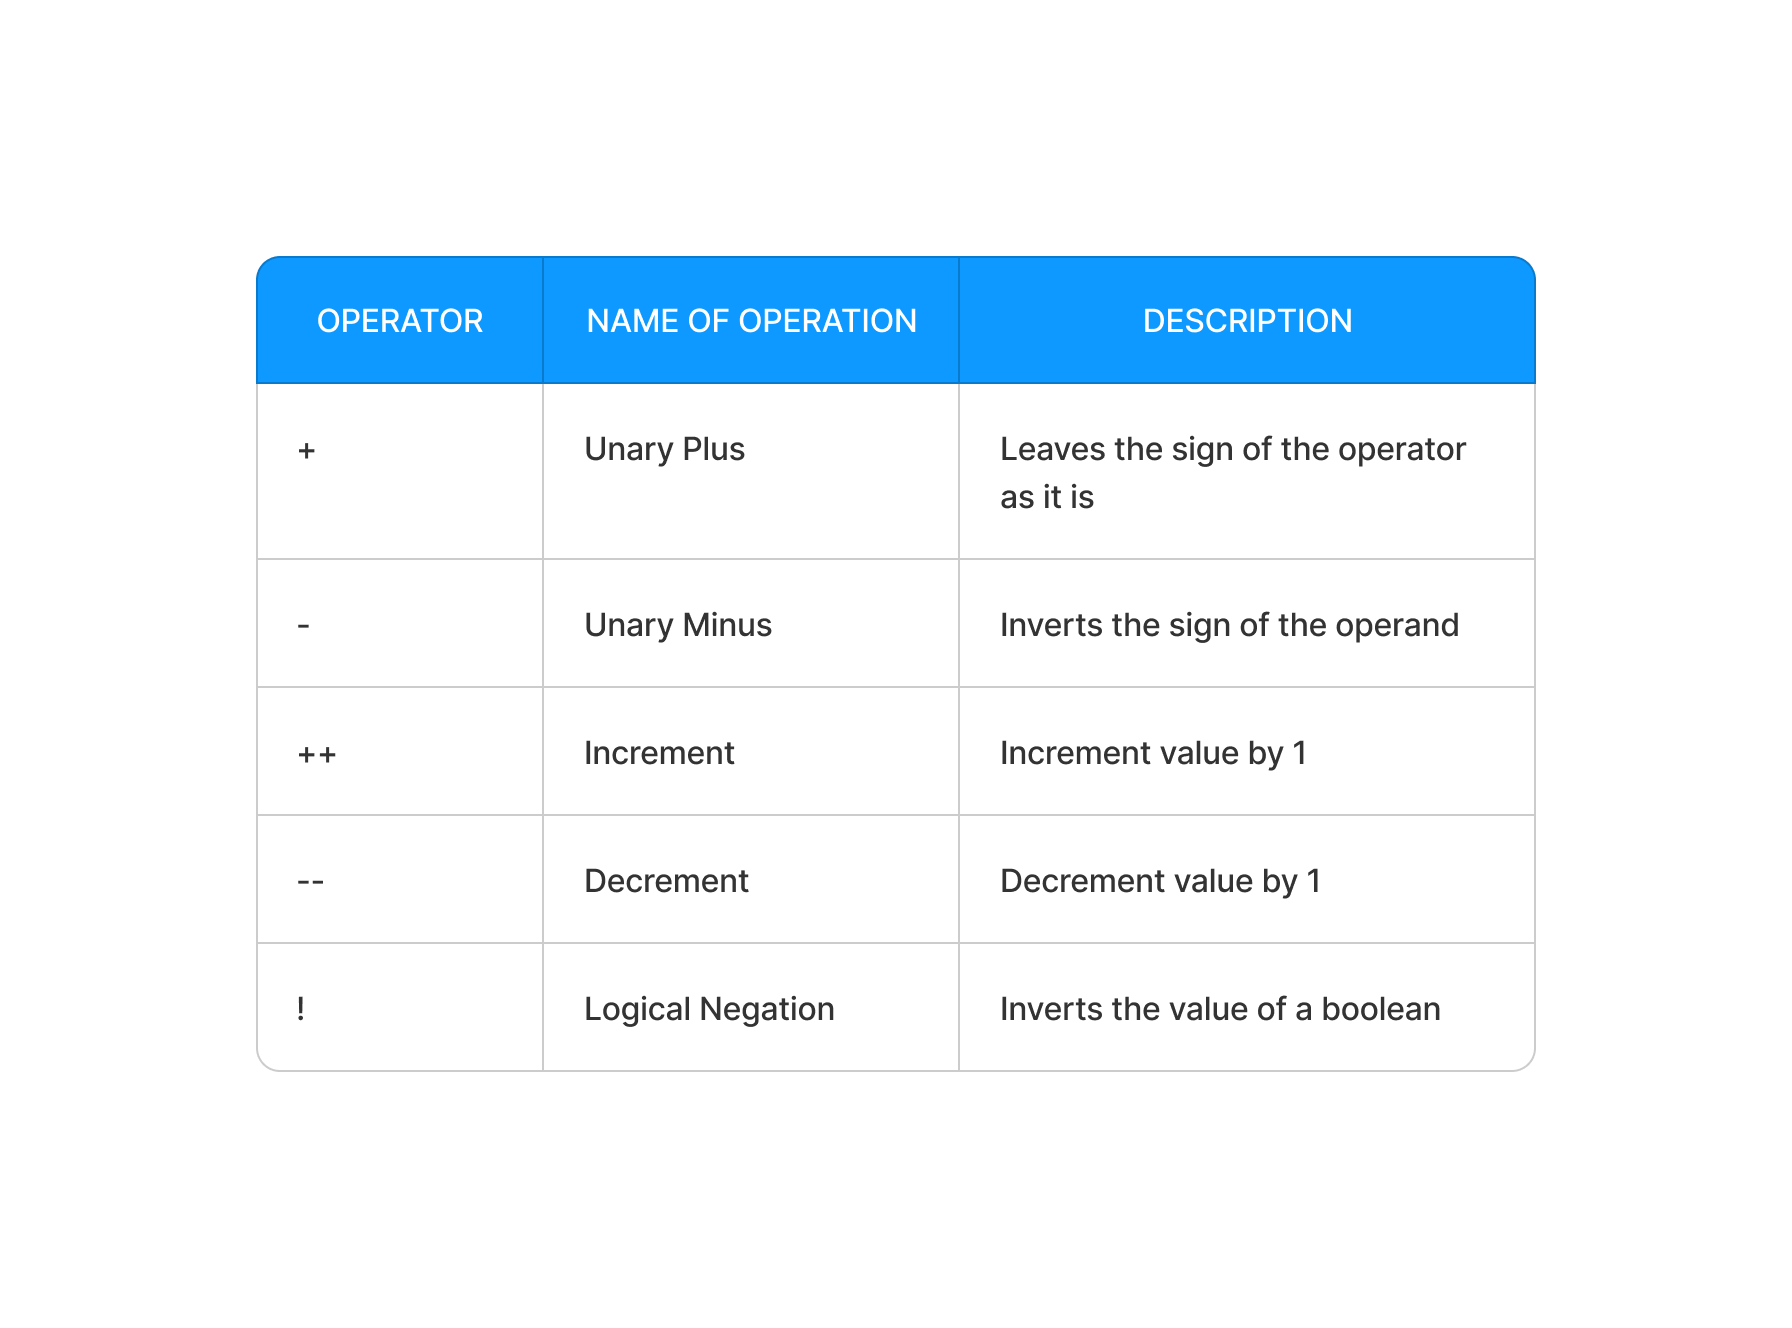 OPERATOR NAME OF OPERATION DESCRIPTION
+ Unary Plus Leaves the sign of the operator
as it is
- Unary Minus Inverts the sign of the operand
++ Increment Increment value by 1
-- Decrement Decrement value by 1
! Logical Negation Inverts the value of a boolean